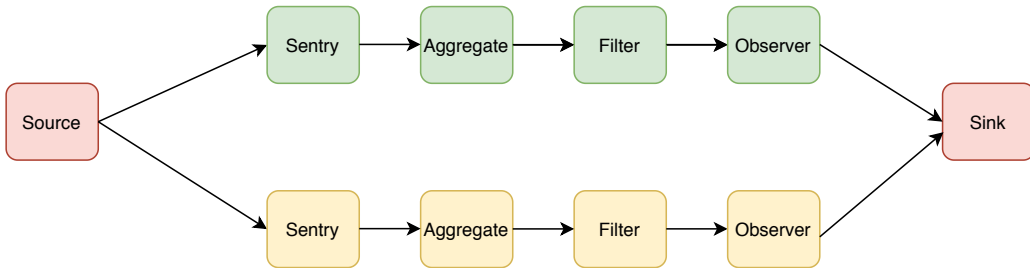 Source
Sentry
Aggregate
Filter
Observer
Sentry
Aggregate
Filter
Observer
Sink